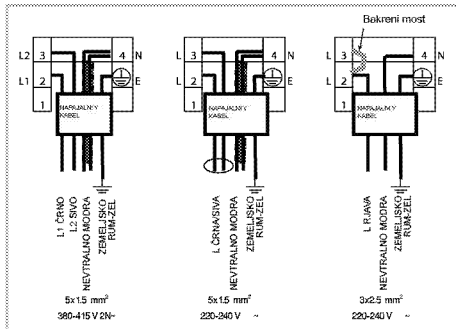 Bakreni most
L2 3 4 N
L1 2 E
1
NAPAJALNI KABEL
L1 ČRNO
L2 SIVO
NEVTRALNO MODRA
ZEMELJSKO RUM-ZEL
5x1.5 mm²
380-415 V 2N~
L 3 4 N
L 2 E
1
NAPAJALNI KABEL
L ČRNA/SIVA
NEVTRALNO MODRA
ZEMELJSKO RUM-ZEL
5x1.5 mm²
220-240 V ~
L 3 4 N
L 2 E
1
NAPAJALNI KABEL
L RJAVA
NEVTRALNO MODRA
ZEMELJSKO RUM-ZEL
3x2.5 mm²
220-240 V ~